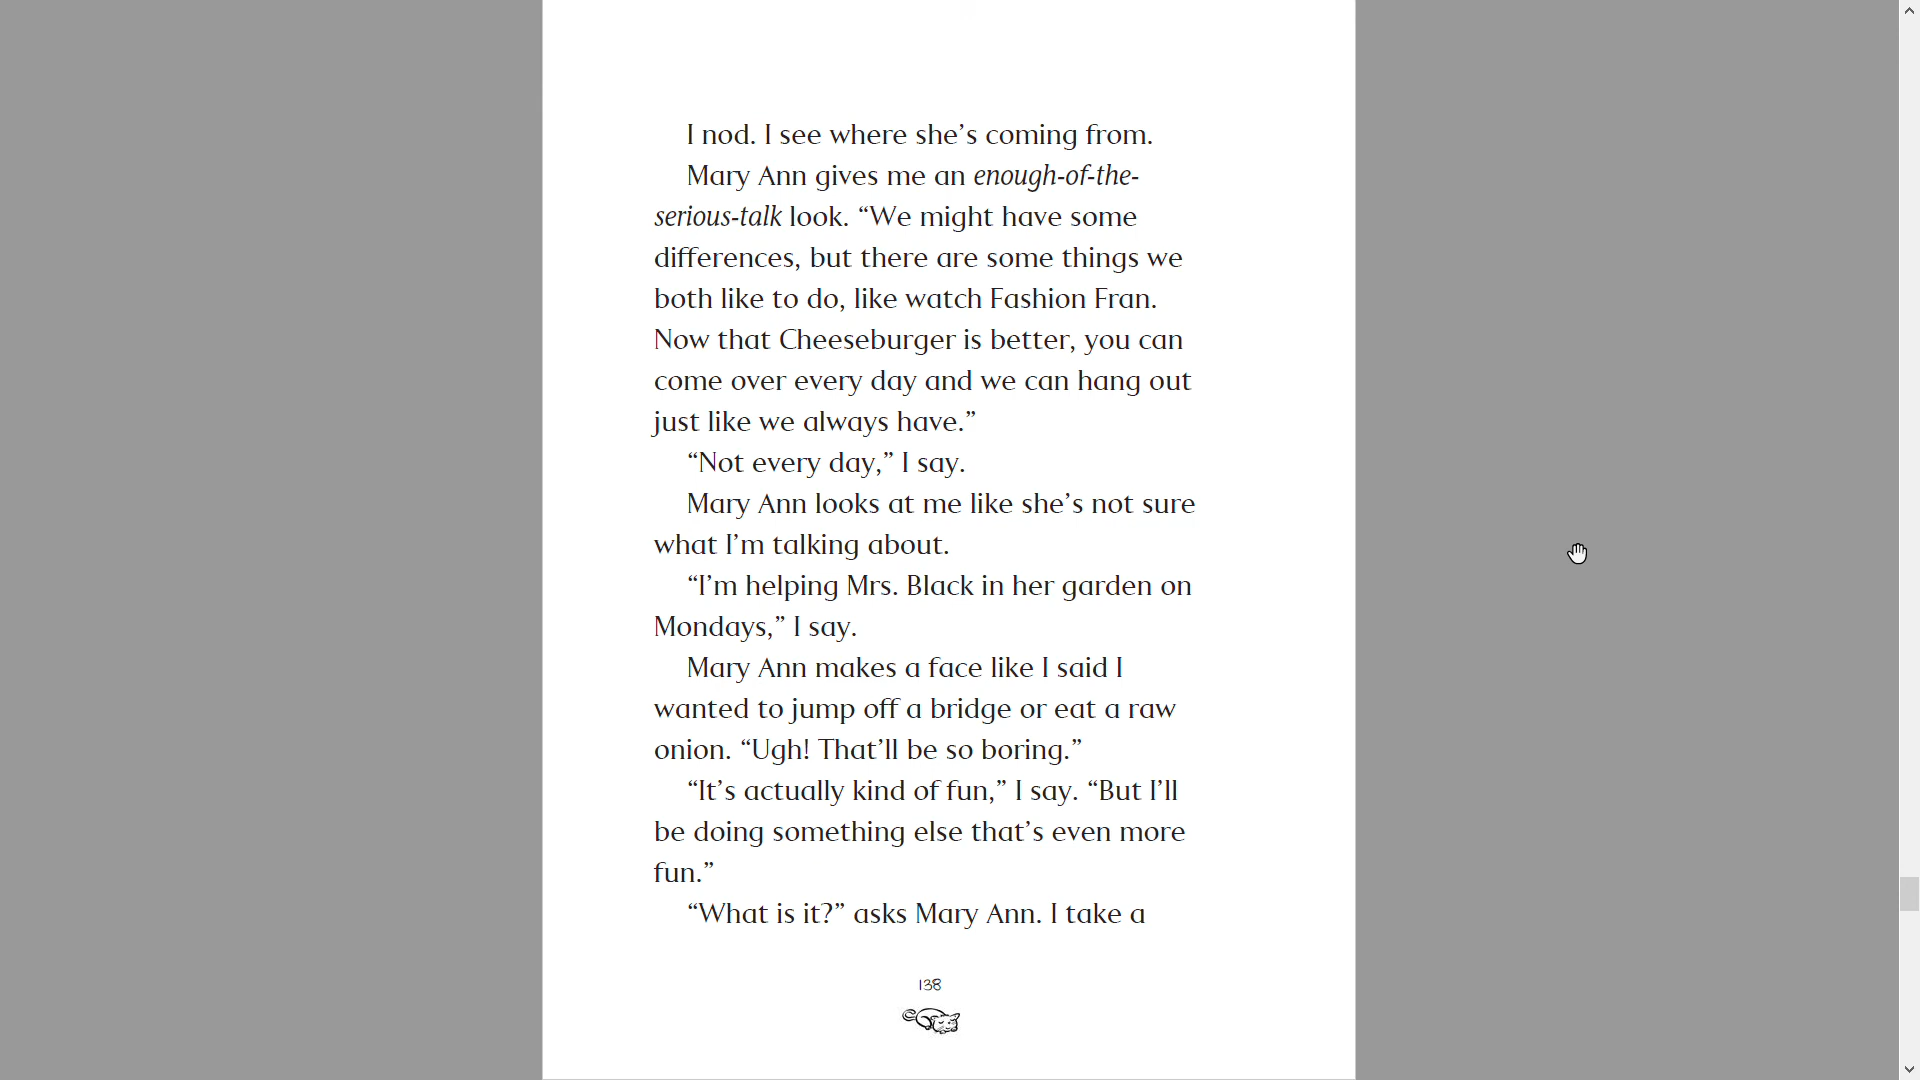 I nod. I see where she’s coming from.
Mary Ann gives me an enough-of-the-
serious-talk look. “We might have some
differences, but there are some things we
both like to do, like watch Fashion Fran.
Now that Cheeseburger is better, you can
come over every day and we can hang out
just like we always have.”
“Not every day,” I say.
Mary Ann looks at me like she’s not sure
what I’m talking about.
“I’m helping Mrs. Black in her garden on
Mondays,” I say.
Mary Ann makes a face like I said I
wanted to jump off a bridge or eat a raw
onion. “Ugh! That’ll be so boring.”
“It’s actually kind of fun,” I say. “But I’ll
be doing something else that’s even more
fun.”
“What is it?” asks Mary Ann. I take a
138